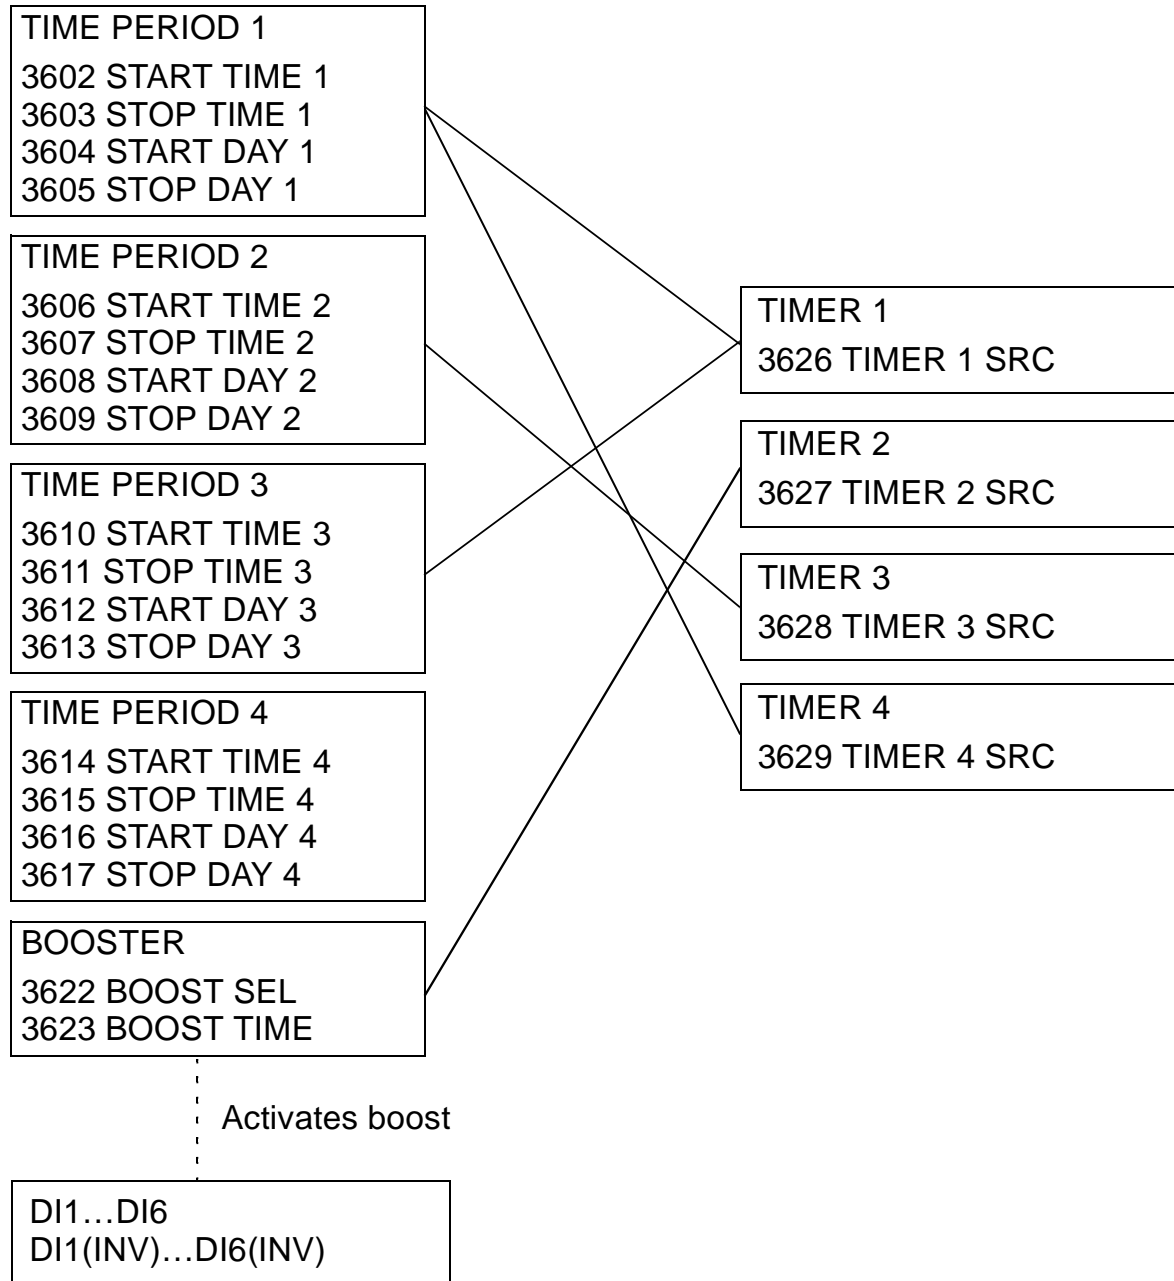 TIME PERIOD 1
3602 START TIME 1
3603 STOP TIME 1
3604 START DAY 1
3605 STOP DAY 1
TIME PERIOD 2
3606 START TIME 2
3607 STOP TIME 2
3608 START DAY 2
3609 STOP DAY 2
TIME PERIOD 3
3610 START TIME 3
3611 STOP TIME 3
3612 START DAY 3
3613 STOP DAY 3
TIME PERIOD 4
3614 START TIME 4
3615 STOP TIME 4
3616 START DAY 4
3617 STOP DAY 4
BOOSTER
3622 BOOST SEL
3623 BOOST TIME
Activates boost
DI1…DI6
DI1(INV)…DI6(INV)
TIMER 1
3626 TIMER 1 SRC
TIMER 2
3627 TIMER 2 SRC
TIMER 3
3628 TIMER 3 SRC
TIMER 4
3629 TIMER 4 SRC